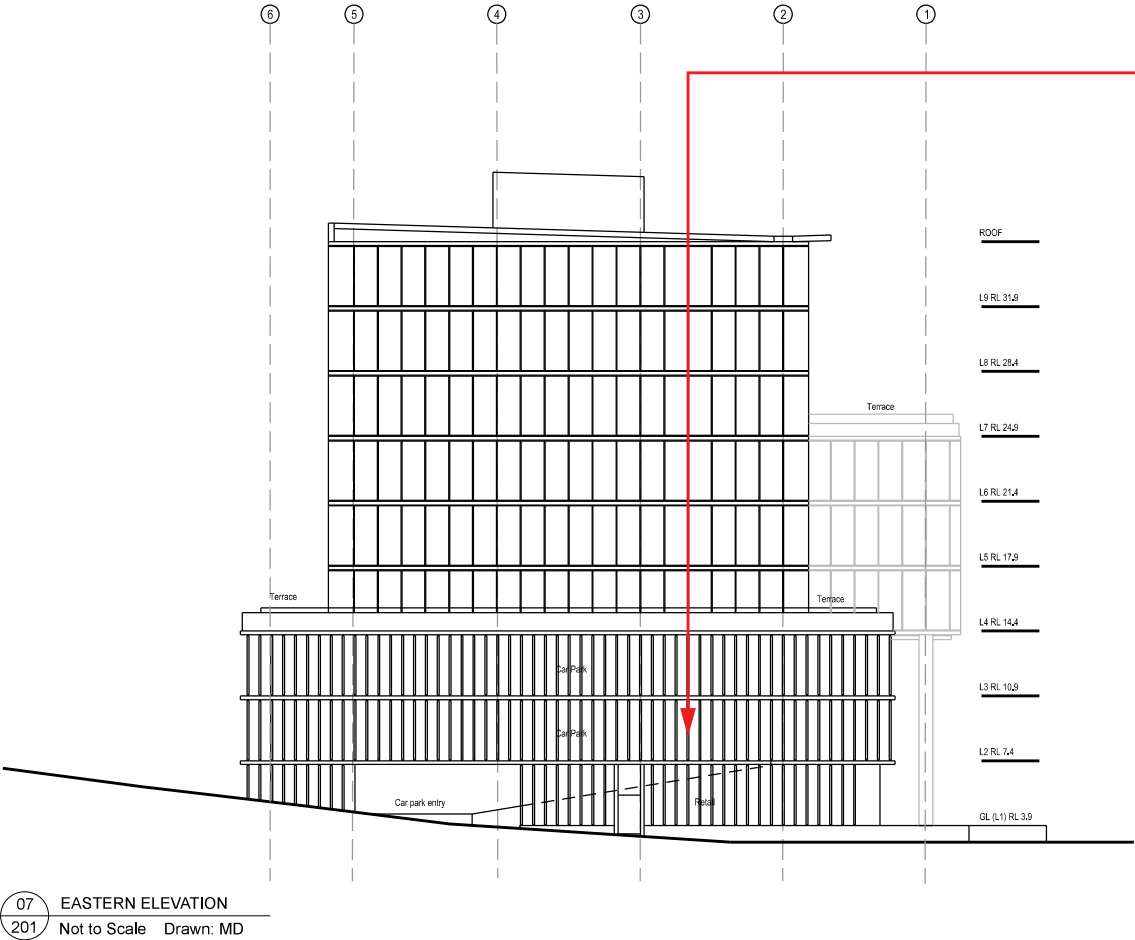 6 5 4 3 2 1
ROOF
L9 RL 31.9
L8 RL 28.4
Terrace
L7 RL 24.9
L6 RL 21.4
L5 RL 17.9
Terrace
Terrace
L4 RL 14.4
Car Park
L3 RL 10.9
Car Park
L2 RL 7.4
Car park entry
Retail
GL (L1) RL 3.9
07 EASTERN ELEVATION
201 Not to Scale Drawn: MD